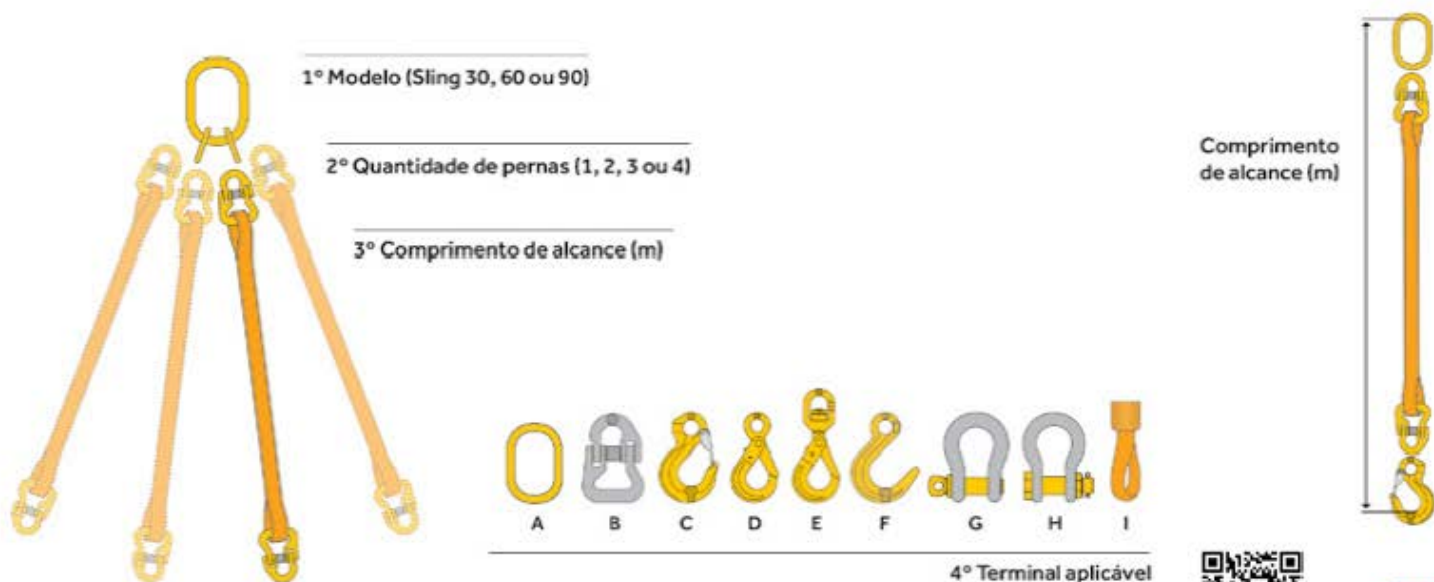 1° Modelo (Sling 30, 60 ou 90)
2° Quantidade de pernas (1, 2, 3 ou 4)
3° Comprimento de alcance (m)
Comprimento
de alcance (m)
A B C D E F G H I
4° Terminal aplicável